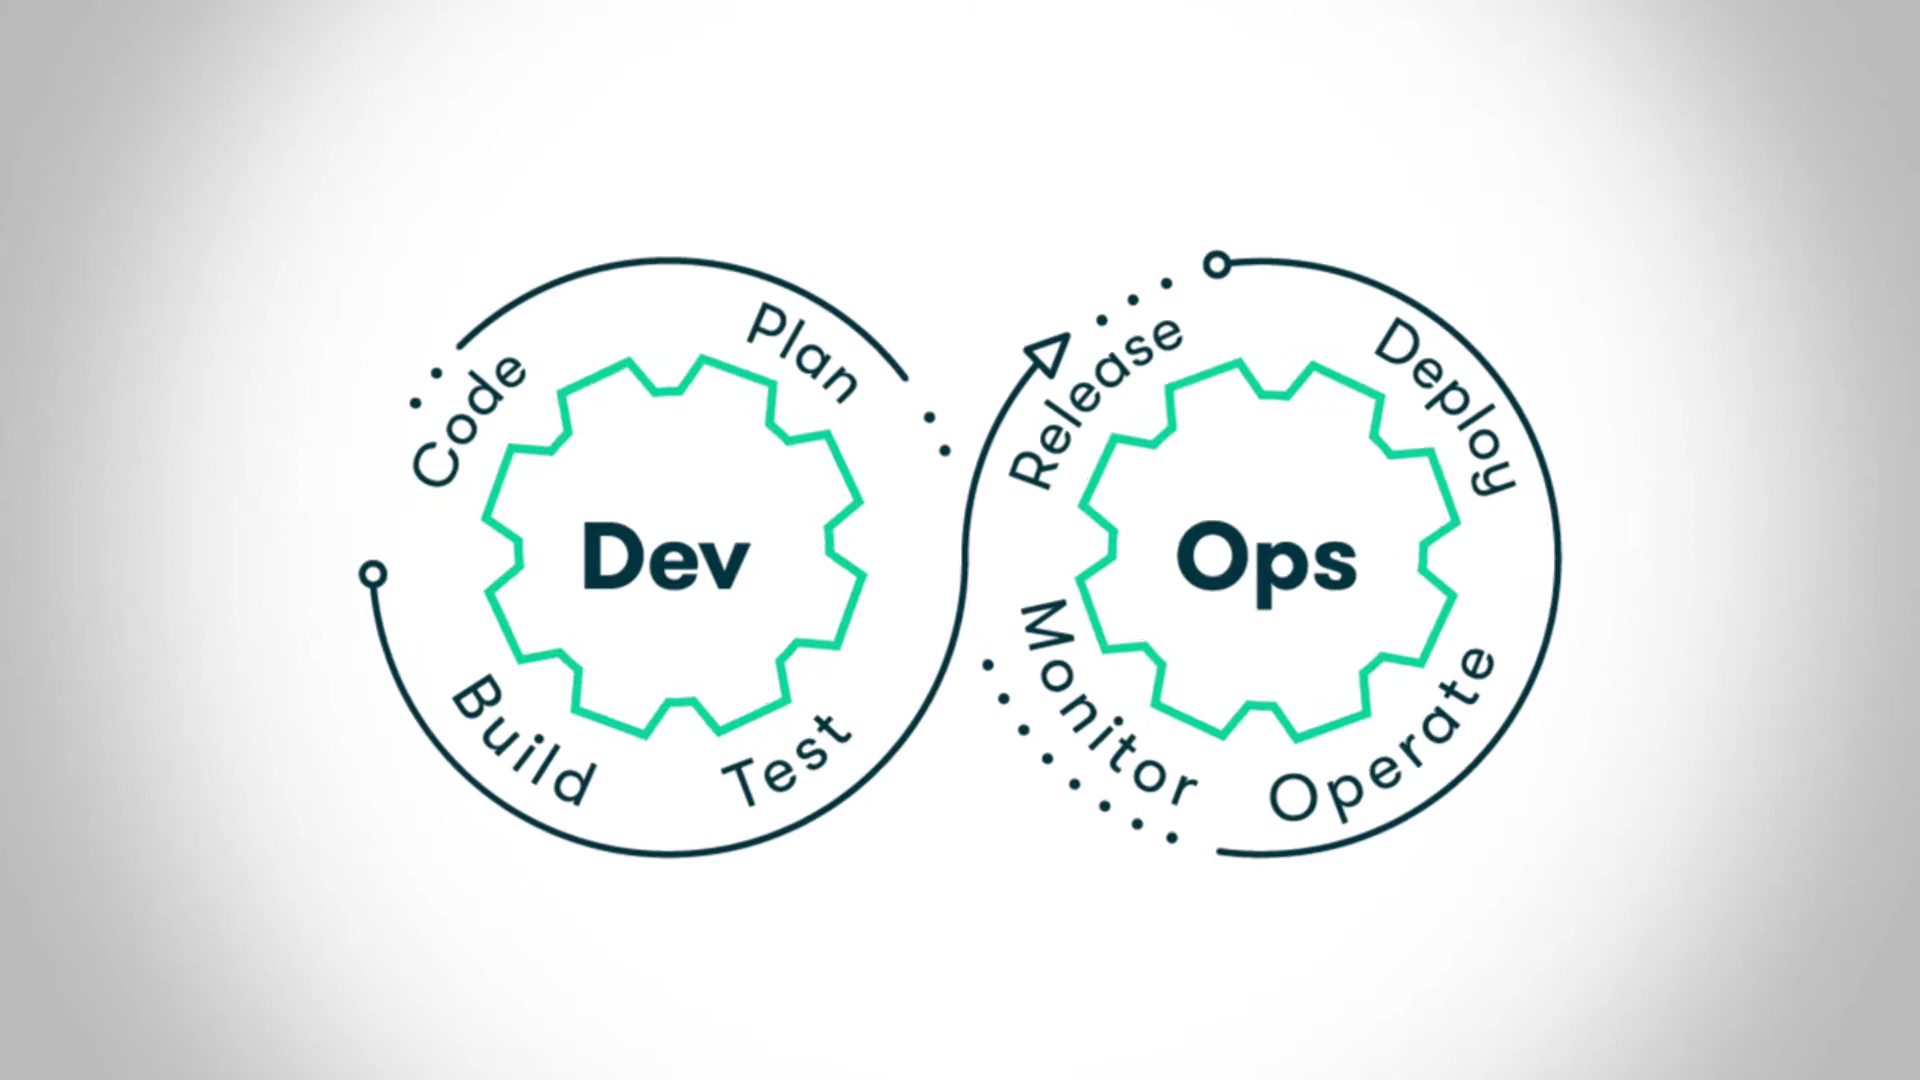 Plan
Code
Build
Test
Dev
Release
Deploy
Operate
Monitor
Ops